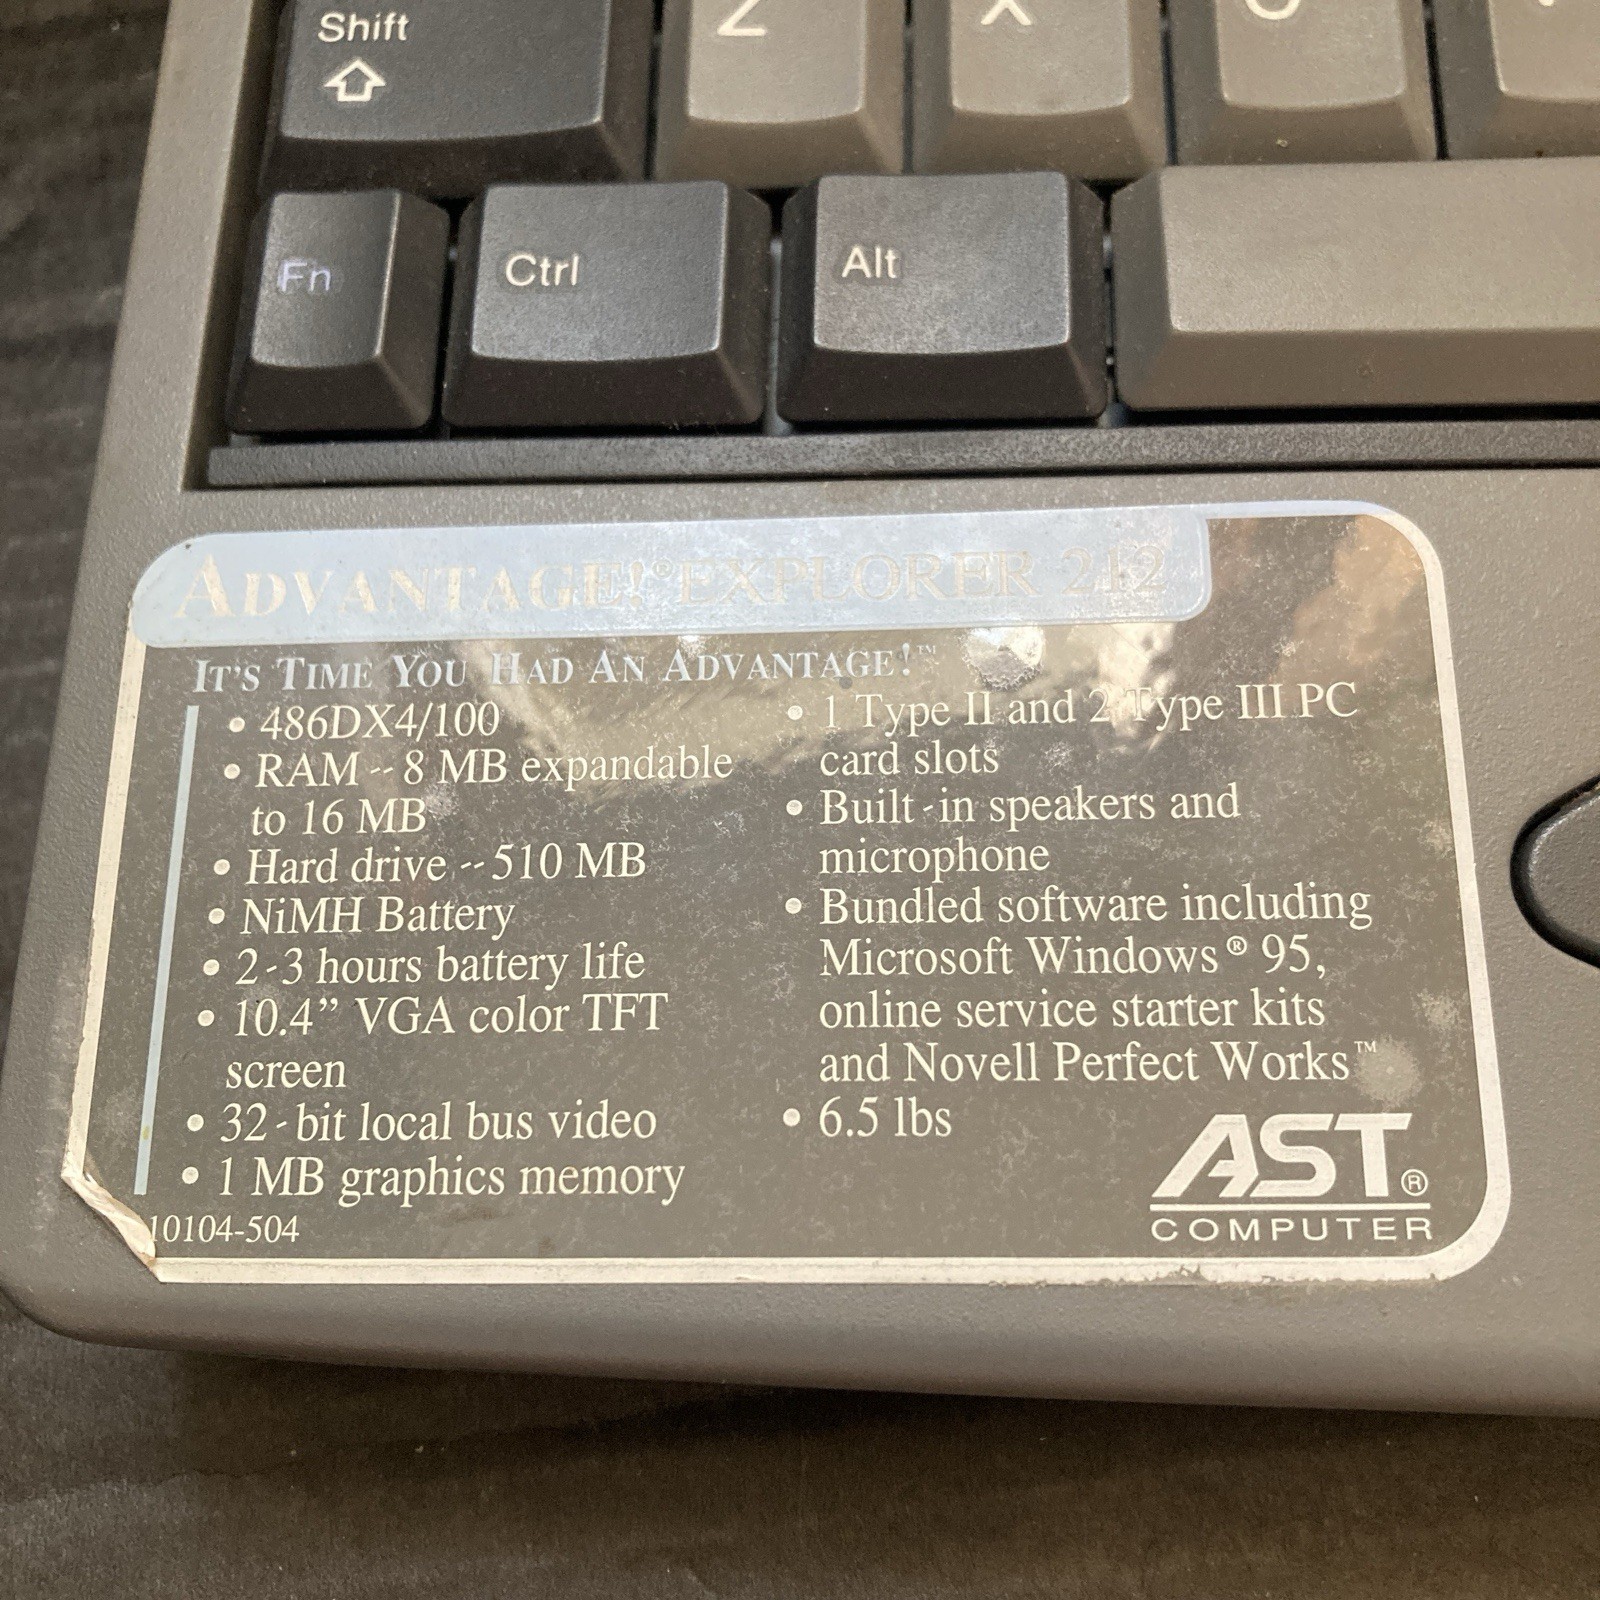 Shift
Z X
Fn Ctrl Alt
ADVANTAGE!® EXPLORER 212
IT'S TIME YOU HAD AN ADVANTAGE!™
• 486DX4/100
• RAM -- 8 MB expandable
to 16 MB
• Hard drive -- 510 MB
• NiMH Battery
• 2-3 hours battery life
• 10.4” VGA color TFT
screen
• 32-bit local bus video
• 1 MB graphics memory
10104-504
• 1 Type II and 2 Type III PC
card slots
• Built-in speakers and
microphone
• Bundled software including
Microsoft Windows® 95,
online service starter kits
and Novell Perfect Works™
• 6.5 lbs
AST®
COMPUTER